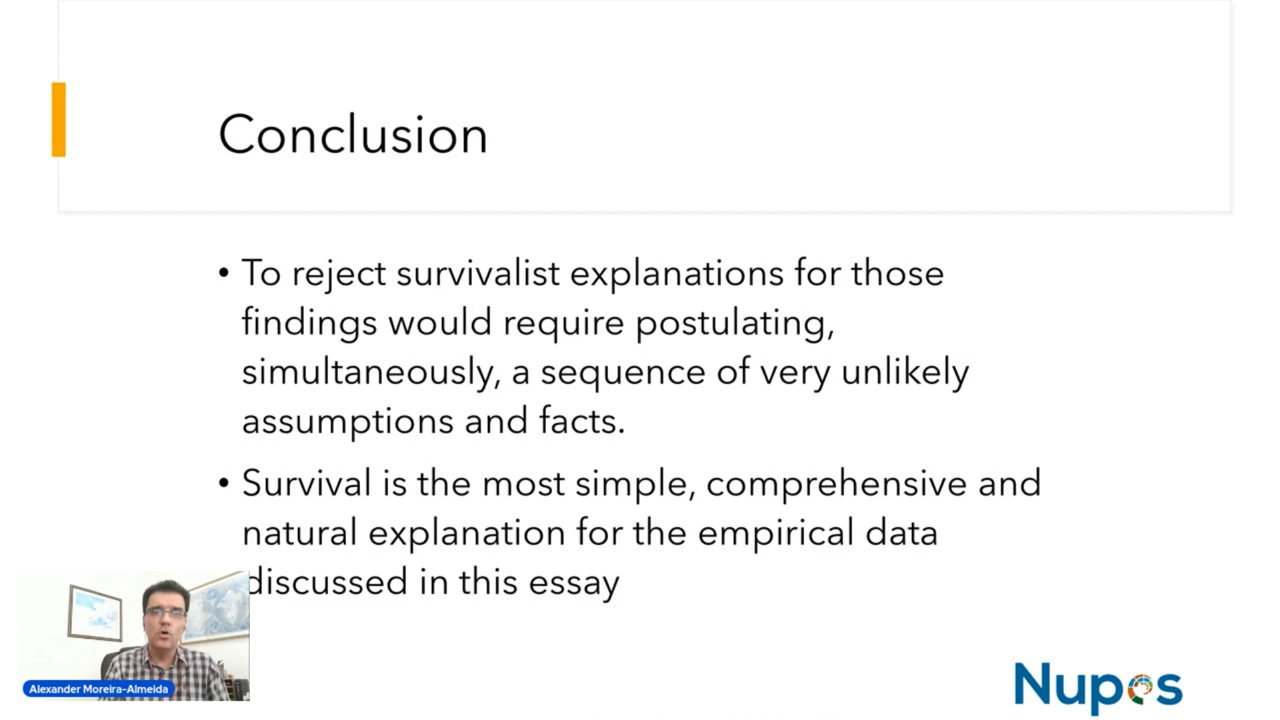 Conclusion
• To reject survivalist explanations for those
findings would require postulating,
simultaneously, a sequence of very unlikely
assumptions and facts.
• Survival is the most simple, comprehensive and
natural explanation for the empirical data
discussed in this essay
Alexander Moreira-Almeida
Nupes